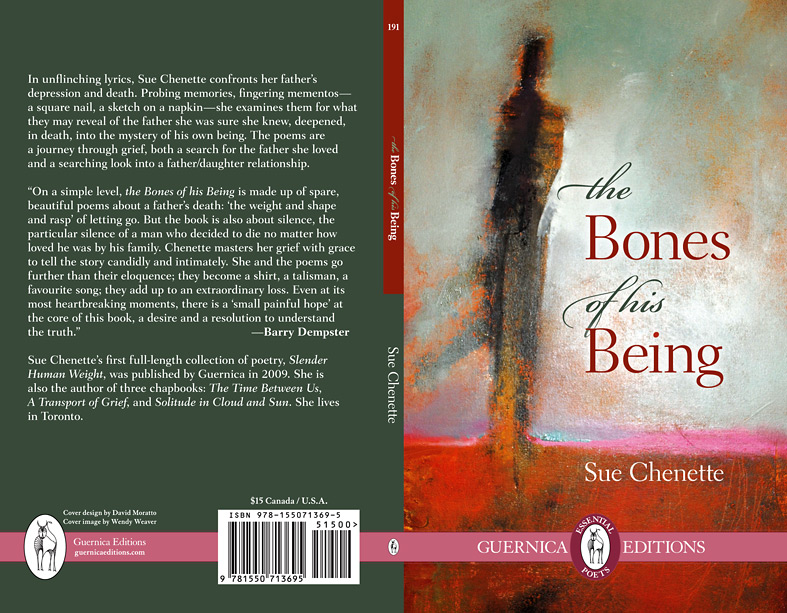 In unflinching lyrics, Sue Chenette confronts her father's
depression and death. Probing memories, fingering mementos—
a square nail, a sketch on a napkin—she examines them for what
they may reveal of the father she was sure she knew, deepened,
in death, into the mystery of his own being. The poems are
a journey through grief, both a search for the father she loved
and a searching look into a father/daughter relationship.
“On a simple level, the Bones of his Being is made up of spare,
beautiful poems about a father's death: ‘the weight and shape
and rasp’ of letting go. But the book is also about silence, the
particular silence of a man who decided to die no matter how
loved he was by his family. Chenette masters her grief with grace
to tell the story candidly and intimately. She and the poems go
further than their eloquence; they become a shirt, a talisman, a
favourite song; they add up to an extraordinary loss. Even at its
most heartbreaking moments, there is a ‘small painful hope’ at
the core of this book, a desire and a resolution to understand
the truth.” —Barry Dempster
Sue Chenette's first full-length collection of poetry, Slender
Human Weight, was published by Guernica in 2009. She is
also the author of three chapbooks: The Time Between Us,
A Transport of Grief, and Solitude in Cloud and Sun. She lives
in Toronto.
Cover design by David Moratto
Cover image by Wendy Weaver
Guernica Editions
guernicaeditions.com
$15 Canada / U.S.A.
ISBN 978-155071369-5
51500>
9 781550 713695
191
the Bones of his Being
Sue Chenette
the
Bones
of his
Being
Sue Chenette
GUERNICA EDITIONS
ESSENTIAL
POETS